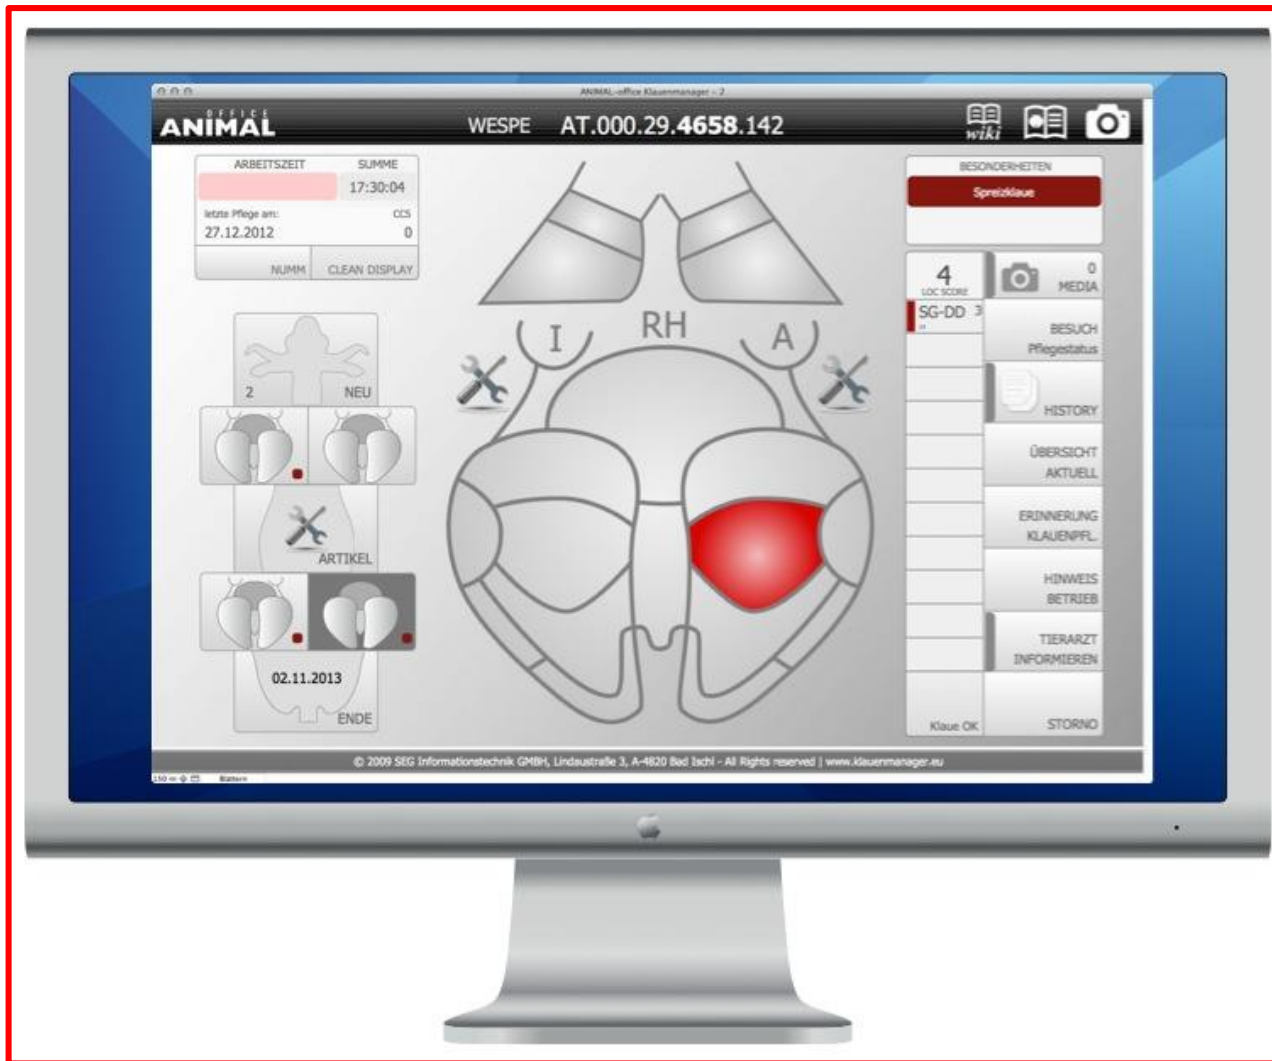 ANIMAL-office Klauenmanager - 2
OFFICE
ANIMAL
WESPE AT.000.29.4658.142
wiki
ARBEITSZEIT SUMME
17:30:04
letzte Pflege am: CCS
27.12.2012 0
NUMM CLEAN DISPLAY
2 NEU
ARTIKEL
02.11.2013
ENDE
I RH A
BESONDERHEITEN
Spreizklaue
4
LOC SCORE
0
MEDIA
SG-DD 3
BESUCH
Pflegestatus
HISTORY
ÜBERSICHT
AKTUELL
ERINNERUNG
KLAUENPFL.
HINWEIS
BETRIEB
TIERARZT
INFORMIEREN
Klaue OK
STORNO
© 2009 SEG Informationstechnik GMBH, Lindaustraße 3, A-4820 Bad Ischl - All Rights reserved | www.klauenmanager.eu
150 Blättern